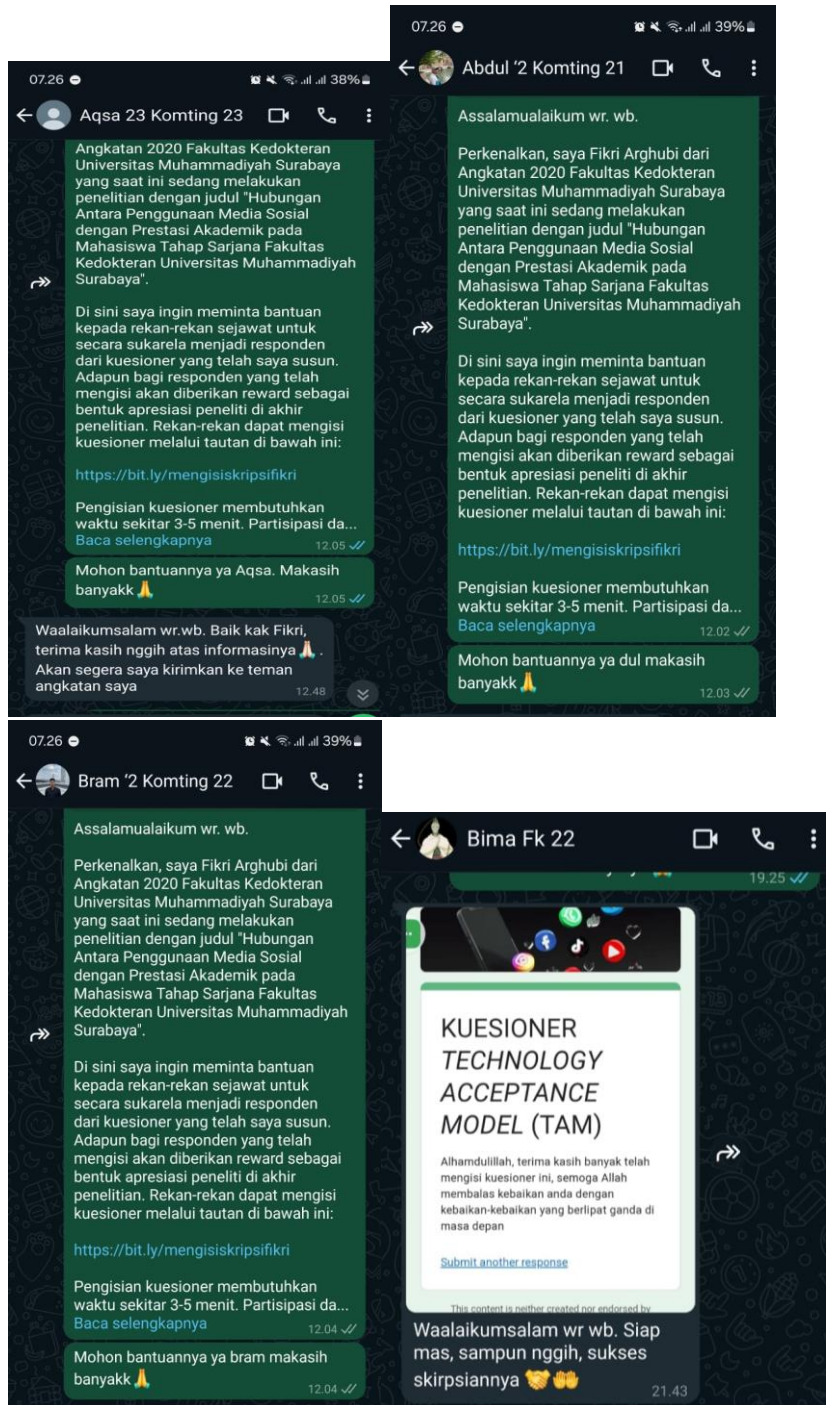 07.26
38%
Aqsa 23 Komting 23
Angkatan 2020 Fakultas Kedokteran
Universitas Muhammadiyah Surabaya
yang saat ini sedang melakukan
penelitian dengan judul "Hubungan
Antara Penggunaan Media Sosial
dengan Prestasi Akademik pada
Mahasiswa Tahap Sarjana Fakultas
Kedokteran Universitas Muhammadiyah
Surabaya".
Di sini saya ingin meminta bantuan
kepada rekan-rekan sejawat untuk
secara sukarela menjadi responden
dari kuesioner yang telah saya susun.
Adapun bagi responden yang telah
mengisi akan diberikan reward sebagai
bentuk apresiasi peneliti di akhir
penelitian. Rekan-rekan dapat mengisi
kuesioner melalui tautan di bawah ini:
https://bit.ly/mengisiskripsifikri
Pengisian kuesioner membutuhkan
waktu sekitar 3-5 menit. Partisipasi da...
Baca selengkapnya
12.05
Mohon bantuannya ya Aqsa. Makasih
banyakk 🙏
12.05
Waalaikumsalam wr.wb. Baik kak Fikri,
terima kasih nggih atas informasinya 🙏🏻 .
Akan segera saya kirimkan ke teman
angkatan saya
12.48
07.26
39%
Abdul '2 Komting 21
Assalamualaikum wr. wb.
Perkenalkan, saya Fikri Arghubi dari
Angkatan 2020 Fakultas Kedokteran
Universitas Muhammadiyah Surabaya
yang saat ini sedang melakukan
penelitian dengan judul "Hubungan
Antara Penggunaan Media Sosial
dengan Prestasi Akademik pada
Mahasiswa Tahap Sarjana Fakultas
Kedokteran Universitas Muhammadiyah
Surabaya".
Di sini saya ingin meminta bantuan
kepada rekan-rekan sejawat untuk
secara sukarela menjadi responden
dari kuesioner yang telah saya susun.
Adapun bagi responden yang telah
mengisi akan diberikan reward sebagai
bentuk apresiasi peneliti di akhir
penelitian. Rekan-rekan dapat mengisi
kuesioner melalui tautan di bawah ini:
https://bit.ly/mengisiskripsifikri
Pengisian kuesioner membutuhkan
waktu sekitar 3-5 menit. Partisipasi da...
Baca selengkapnya
12.02
Mohon bantuannya ya dul makasih
banyakk 🙏
12.03
07.26
39%
Bram '2 Komting 22
Assalamualaikum wr. wb.
Perkenalkan, saya Fikri Arghubi dari
Angkatan 2020 Fakultas Kedokteran
Universitas Muhammadiyah Surabaya
yang saat ini sedang melakukan
penelitian dengan judul "Hubungan
Antara Penggunaan Media Sosial
dengan Prestasi Akademik pada
Mahasiswa Tahap Sarjana Fakultas
Kedokteran Universitas Muhammadiyah
Surabaya".
Di sini saya ingin meminta bantuan
kepada rekan-rekan sejawat untuk
secara sukarela menjadi responden
dari kuesioner yang telah saya susun.
Adapun bagi responden yang telah
mengisi akan diberikan reward sebagai
bentuk apresiasi peneliti di akhir
penelitian. Rekan-rekan dapat mengisi
kuesioner melalui tautan di bawah ini:
https://bit.ly/mengisiskripsifikri
Pengisian kuesioner membutuhkan
waktu sekitar 3-5 menit. Partisipasi da...
Baca selengkapnya
12.04
Mohon bantuannya ya bram makasih
banyakk 🙏
12.04
Bima Fk 22
19.25
KUESIONER
TECHNOLOGY
ACCEPTANCE
MODEL (TAM)
Alhamdulillah, terima kasih banyak telah
mengisi kuesioner ini, semoga Allah
membalas kebaikan anda dengan
kebaikan-kebaikan yang berlipat ganda di
masa depan
Submit another response
This content is neither created nor endorsed by
Waalaikumsalam wr wb. Siap
mas, sampun nggih, sukses
skirpsiannya 🤝🤲
21.43